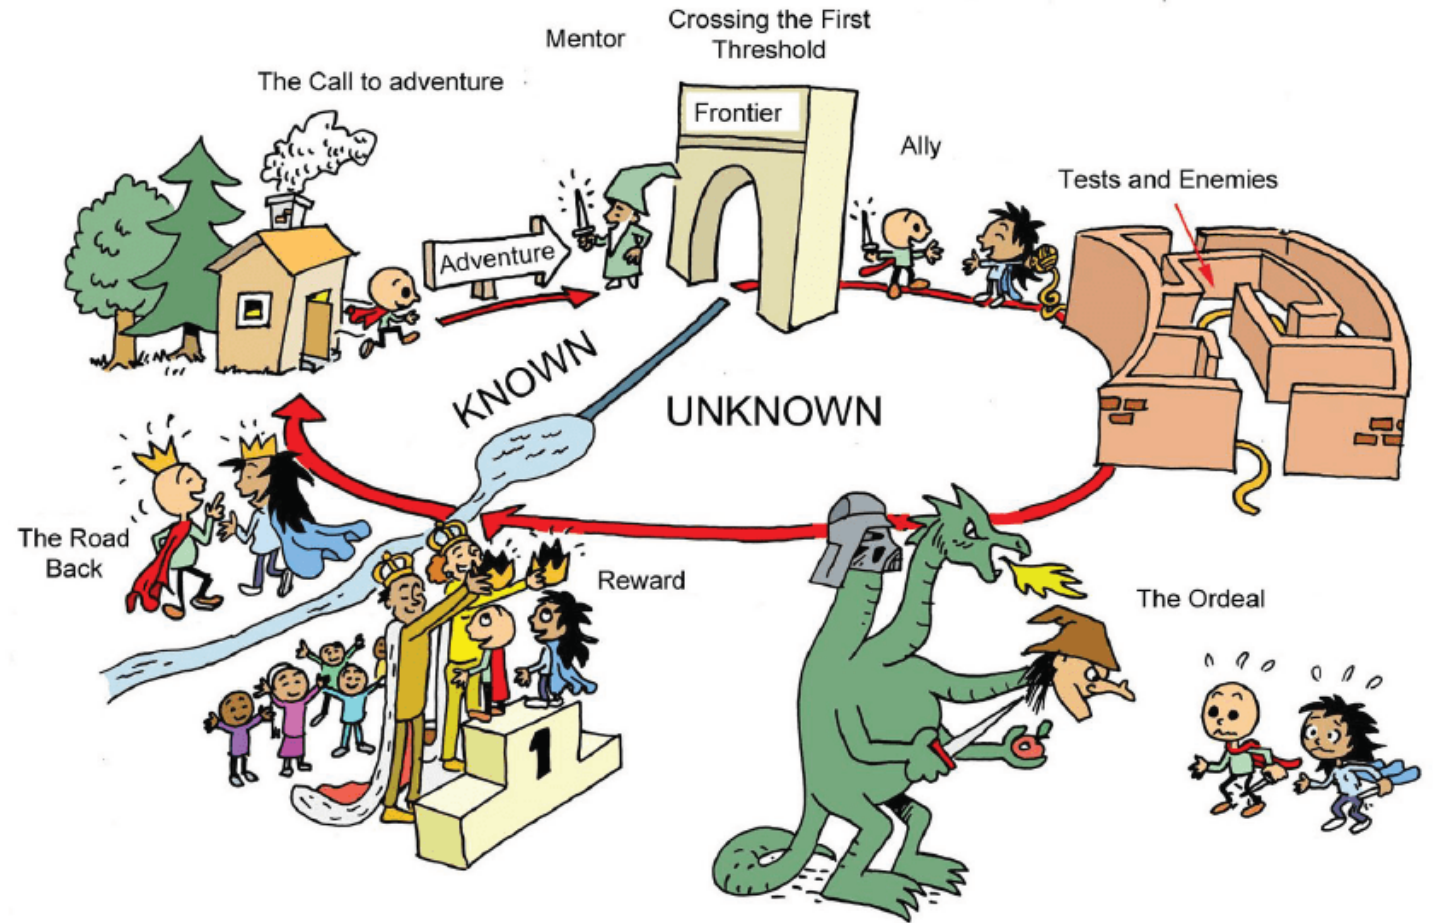 Crossing the First
Threshold
Mentor
The Call to adventure
Frontier
Ally
Tests and Enemies
Adventure
KNOWN
UNKNOWN
The Road
Back
Reward
The Ordeal
1